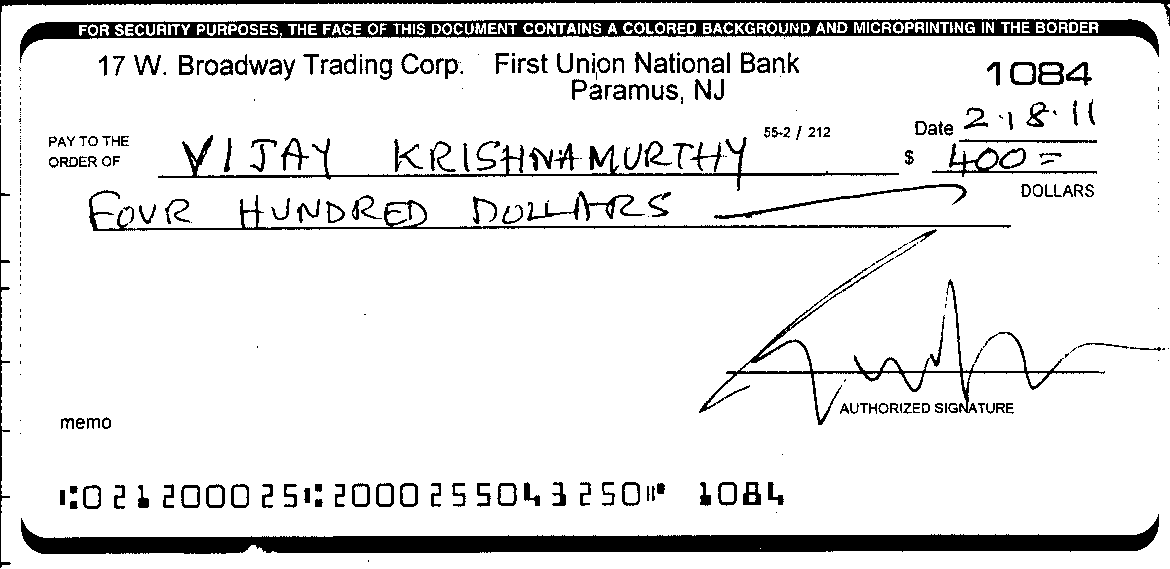 FOR SECURITY PURPOSES, THE FACE OF THIS DOCUMENT CONTAINS A COLORED BACKGROUND AND MICROPRINTING IN THE BORDER
17 W. Broadway Trading Corp. First Union National Bank
Paramus, NJ
1084
55-2 / 212
Date 2.18.11
PAY TO THE
ORDER OF VIJAY KRISHNAMURTHY $ 400=
FOUR HUNDRED DOLLARS DOLLARS
AUTHORIZED SIGNATURE
memo
⑆021200025⑆2000255043250⑈ 1084